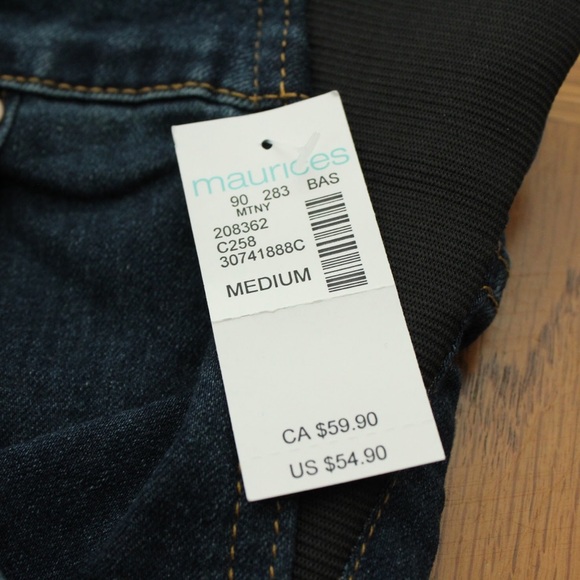 maurices
90 283 BAS
MTNY
208362
C258
30741888C
MEDIUM
CA $59.90
US $54.90